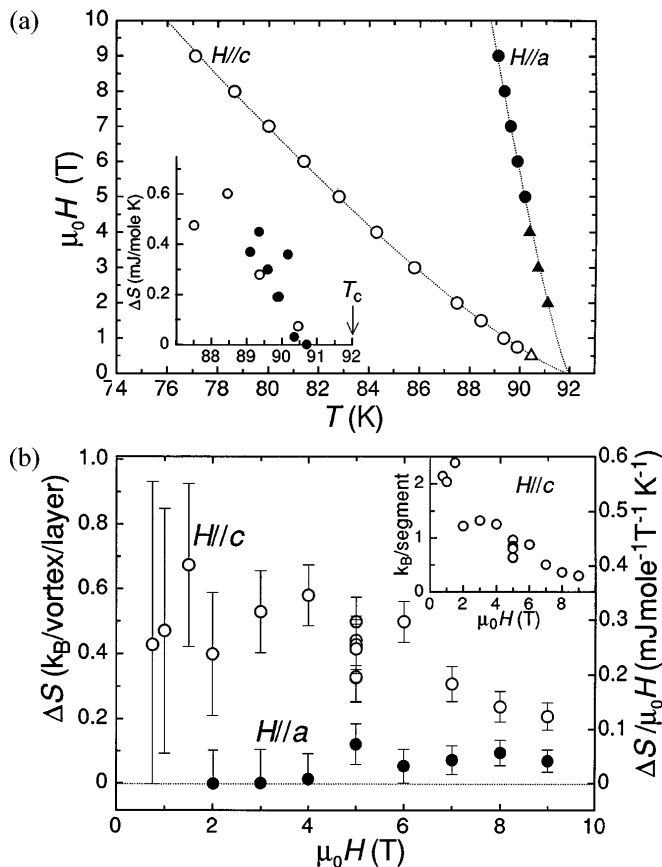 (a)
10
9
8
7
6
5
4
3
2
1
0
μ₀H (T)
H//c
H//a
0.6
0.4
0.2
0
ΔS (mJ/mole K)
Tc
88 89 90 91 92
74 76 78 80 82 84 86 88 90 92
T (K)
(b)
1.0
0.8
0.6
0.4
0.2
0
ΔS (kB/vortex/layer)
H//c
H//a
2
1
0
kB/segment
H//c
0 2 4 6 8
μ₀H (T)
0.6
0.5
0.4
0.3
0.2
0.1
0
ΔS/μ₀H (mJmole⁻¹T⁻¹ K⁻¹)
0 2 4 6 8 10
μ₀H (T)